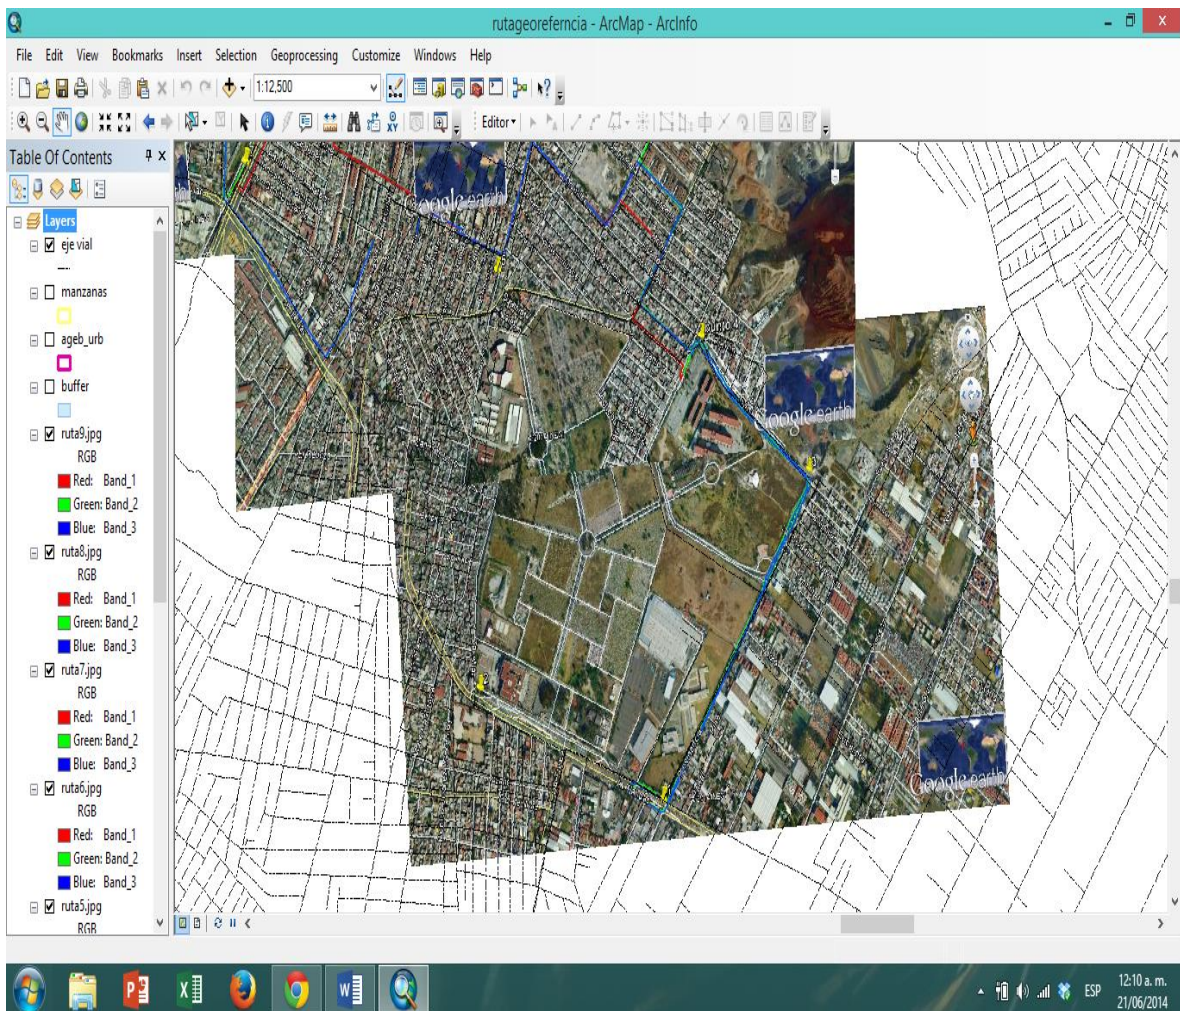 rutageoreferncia - ArcMap - ArcInfo
File Edit View Bookmarks Insert Selection Geoprocessing Customize Windows Help
1:12,500
Editor
Table Of Contents
Layers
eje vial
manzanas
ageb_urb
buffer
ruta9.jpg
RGB
Red: Band_1
Green: Band_2
Blue: Band_3
ruta8.jpg
RGB
Red: Band_1
Green: Band_2
Blue: Band_3
ruta7.jpg
RGB
Red: Band_1
Green: Band_2
Blue: Band_3
ruta6.jpg
RGB
Red: Band_1
Green: Band_2
Blue: Band_3
ruta5.jpg
RGB
Google earth
Google earth
Google earth
ESP
12:10 a. m.
21/06/2014